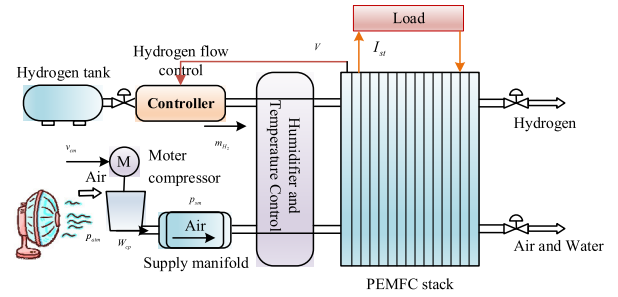 Load
V
I_st
Hydrogen flow
control
Hydrogen tank
Controller
m_H₂
Hydrogen
Humidifier and
Temperature Control
v_cm
M
Moter
compressor
Air
p_atm
W_cp
p_sm
Air
Supply manifold
Air and Water
PEMFC stack